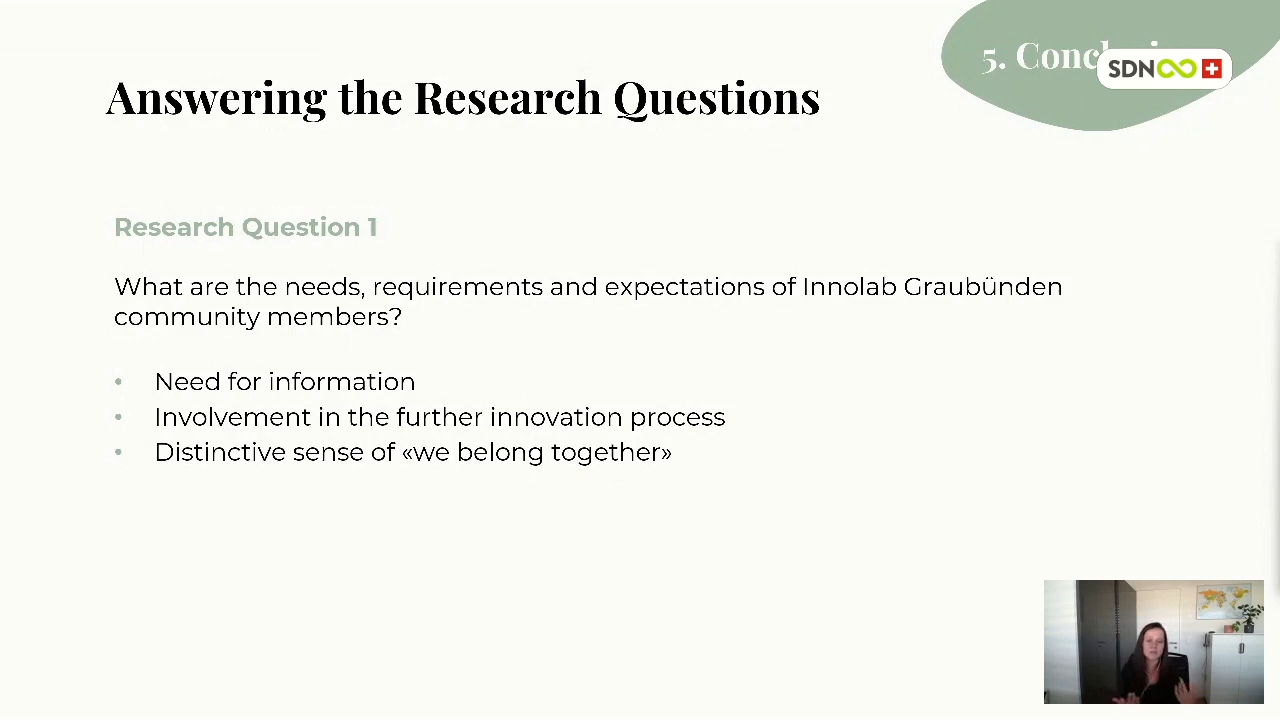 5. Conc
SDN
Answering the Research Questions
Research Question 1
What are the needs, requirements and expectations of Innolab Graubünden
community members?
• Need for information
• Involvement in the further innovation process
• Distinctive sense of «we belong together»